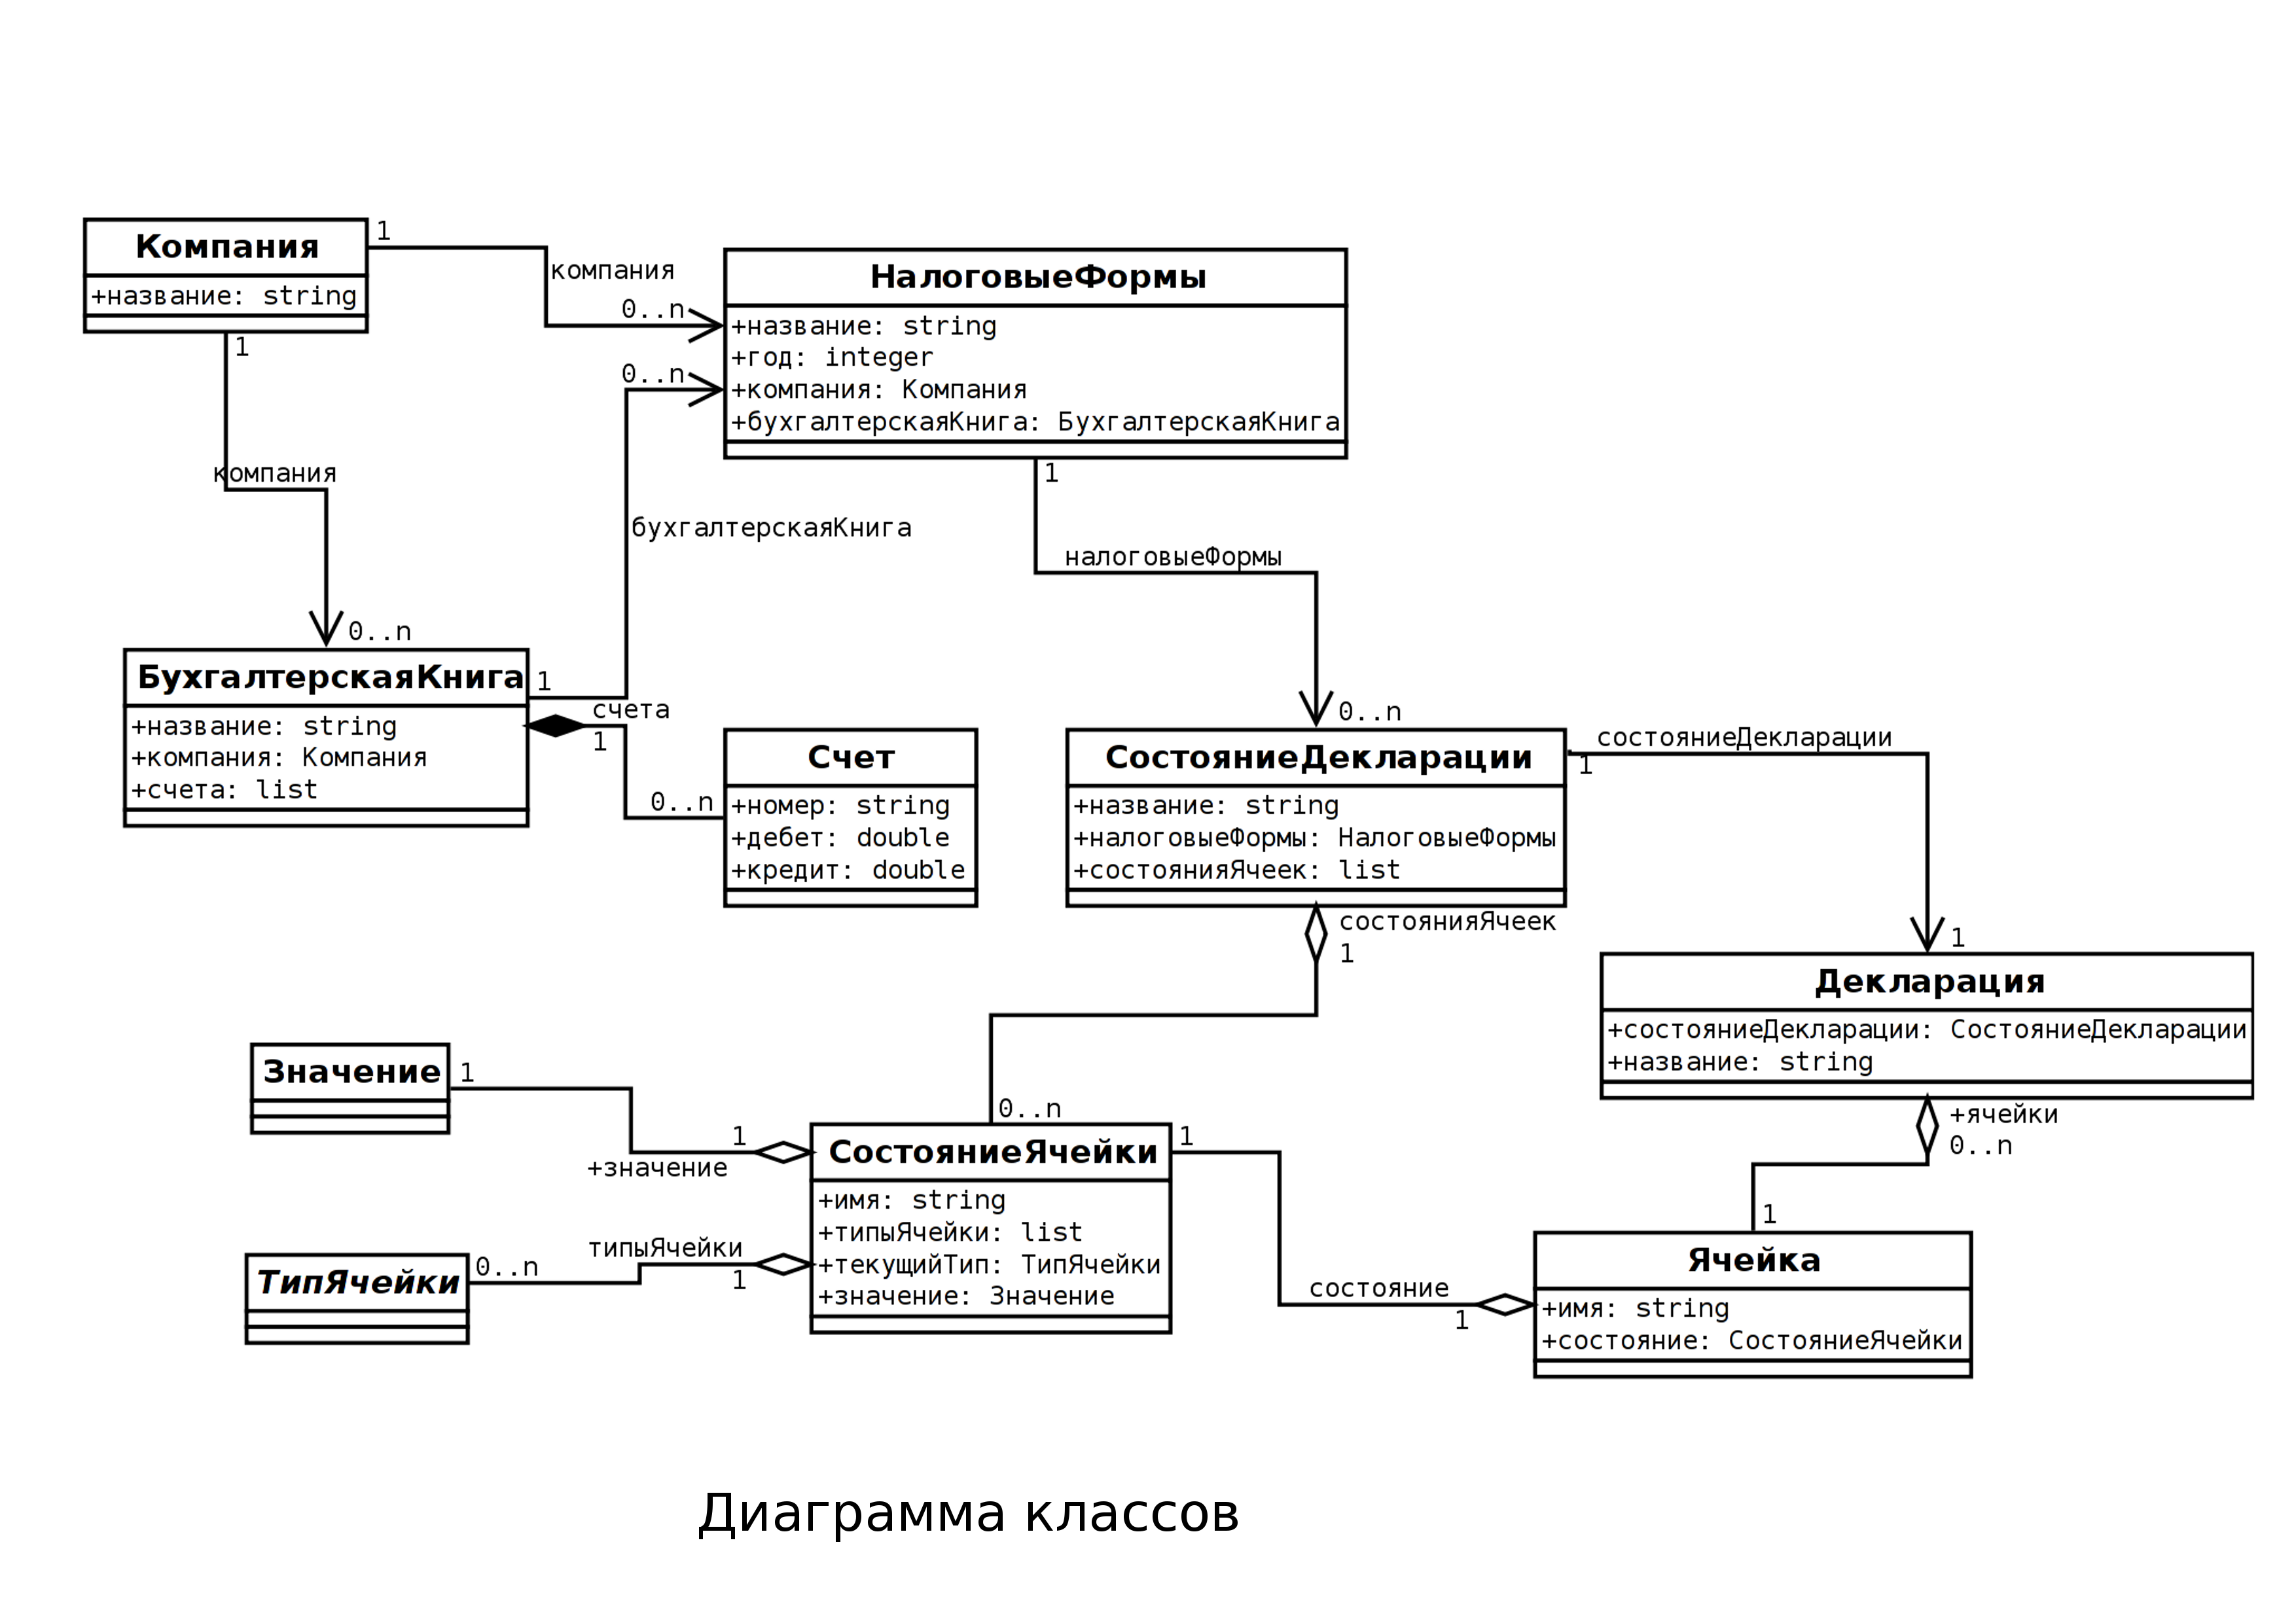 Компания
+название: string
1
компания
0..n
НалоговыеФормы
+название: string
+год: integer
+компания: Компания
+бухгалтерскаяКнига: БухгалтерскаяКнига
1
компания
0..n
0..n
бухгалтерскаяКнига
1
налоговыеФормы
0..n
БухгалтерскаяКнига
+название: string
+компания: Компания
+счета: list
1
счета
1
0..n
Счет
+номер: string
+дебет: double
+кредит: double
СостояниеДекларации
+название: string
+налоговыеФормы: НалоговыеФормы
+состоянияЯчеек: list
состояниеДекларации
1
1
состоянияЯчеек
1
0..n
Декларация
+состояниеДекларации: СостояниеДекларации
+название: string
+ячейки
0..n
1
Значение
1
1
+значение
ТипЯчейки
0..n
типыЯчейки
1
СостояниеЯчейки
+имя: string
+типыЯчейки: list
+текущийТип: ТипЯчейки
+значение: Значение
1
состояние
1
Ячейка
+имя: string
+состояние: СостояниеЯчейки
Диаграмма классов